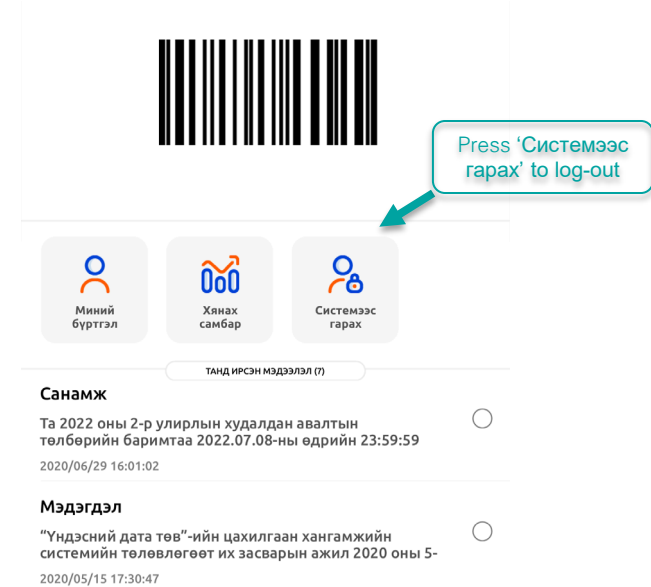 Press ‘Системээс
гарах’ to log-out
Миний
бүртгэл
Хянах
самбар
Системээс
гарах
ТАНД ИРСЭН МЭДЭЭЛЭЛ (7)
Санамж
Та 2022 оны 2-р улирлын худалдан авалтын
төлбөрийн баримтаа 2022.07.08-ны өдрийн 23:59:59
2020/06/29 16:01:02
Мэдэгдэл
“Үндэсний дата төв”-ийн цахилгаан хангамжийн
системийн төлөвлөгөөт их засварын ажил 2020 оны 5-
2020/05/15 17:30:47